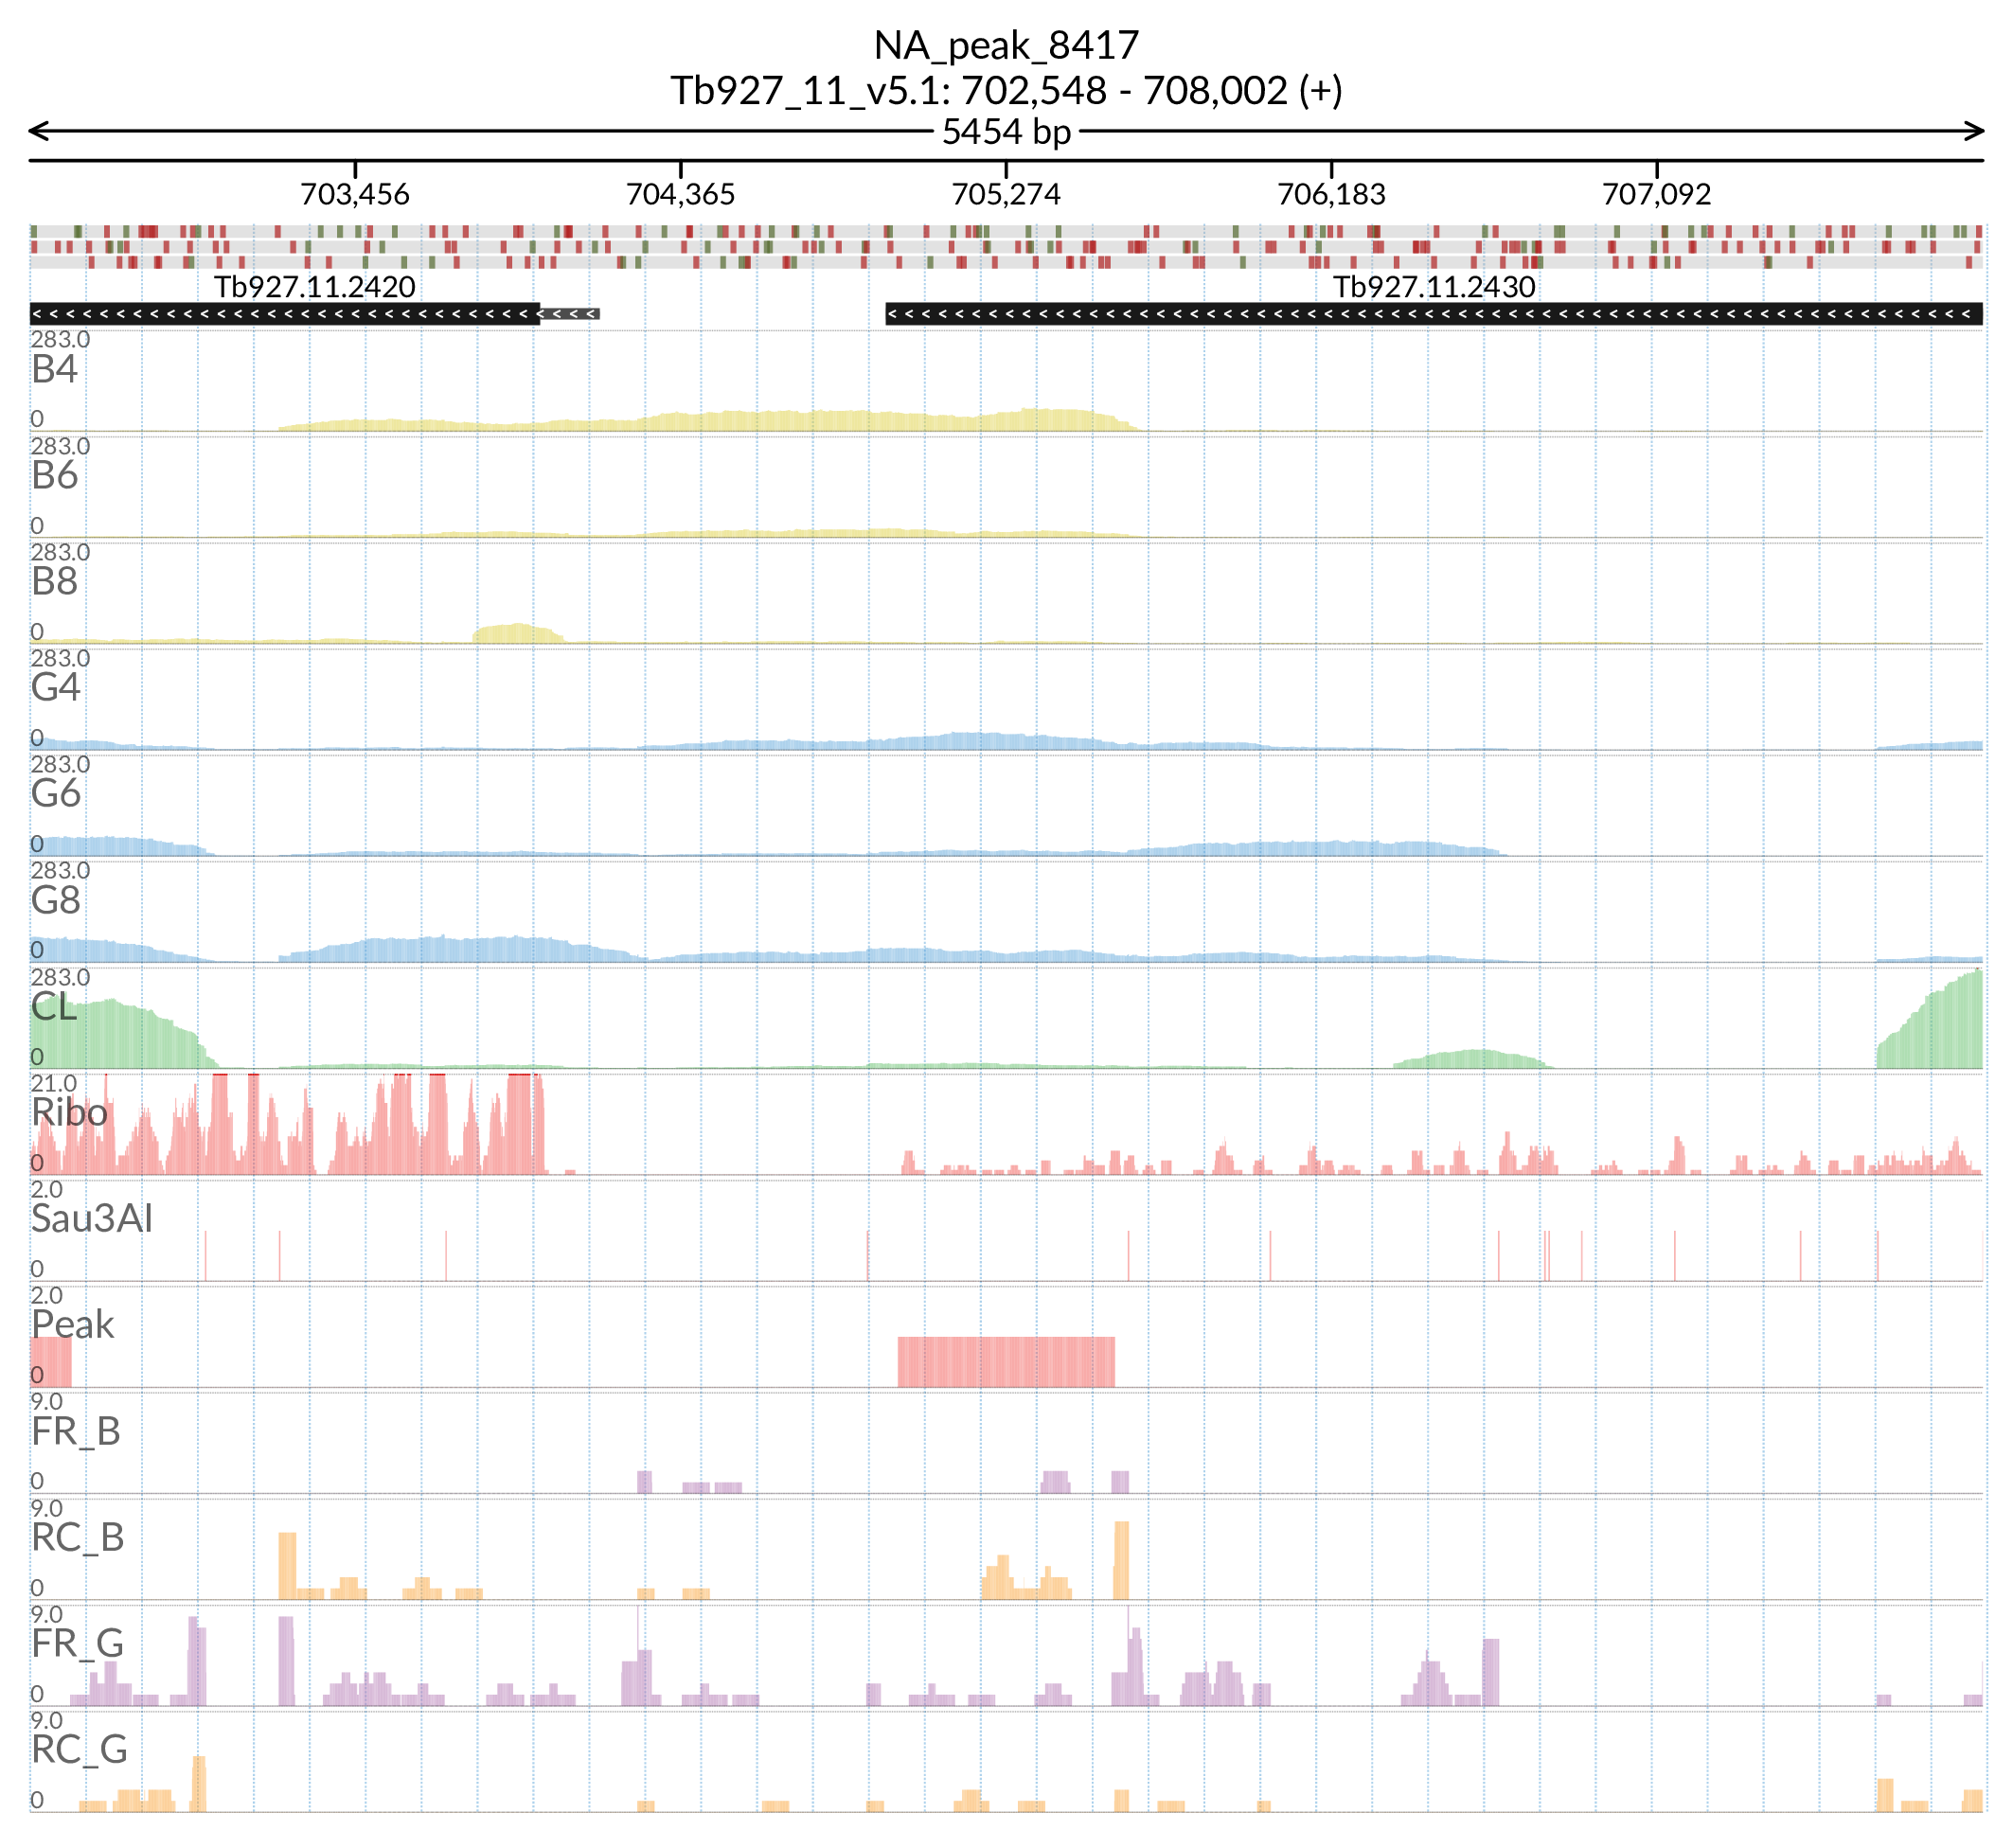 NA_peak_8417
Tb927_11_v5.1: 702,548 - 708,002 (+)
5454 bp
703,456 704,365 705,274 706,183 707,092
Tb927.11.2420 Tb927.11.2430
283.0
B4
0
283.0
B6
0
283.0
B8
0
283.0
G4
0
283.0
G6
0
283.0
G8
0
283.0
CL
0
21.0
Ribo
0
2.0
Sau3AI
0
2.0
Peak
0
9.0
FR_B
0
9.0
RC_B
0
9.0
FR_G
0
9.0
RC_G
0